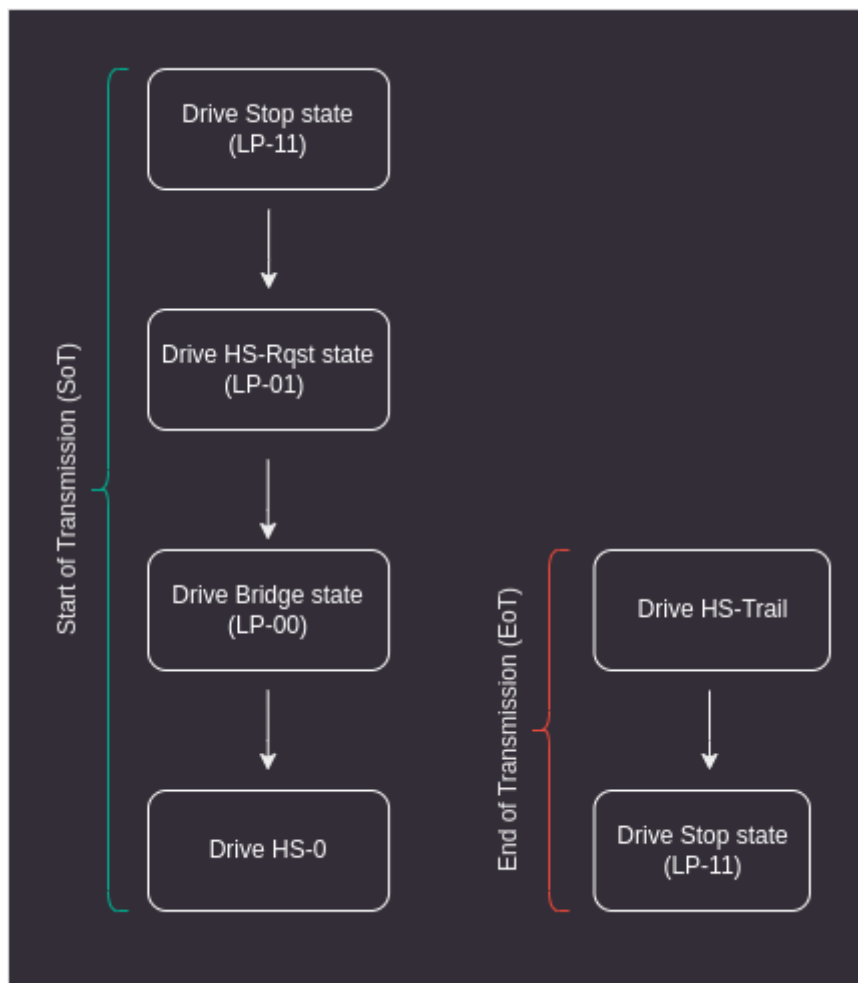 Start of Transmission (SoT)
Drive Stop state
(LP-11)
Drive HS-Rqst state
(LP-01)
Drive Bridge state
(LP-00)
Drive HS-0
End of Transmission (EoT)
Drive HS-Trail
Drive Stop state
(LP-11)